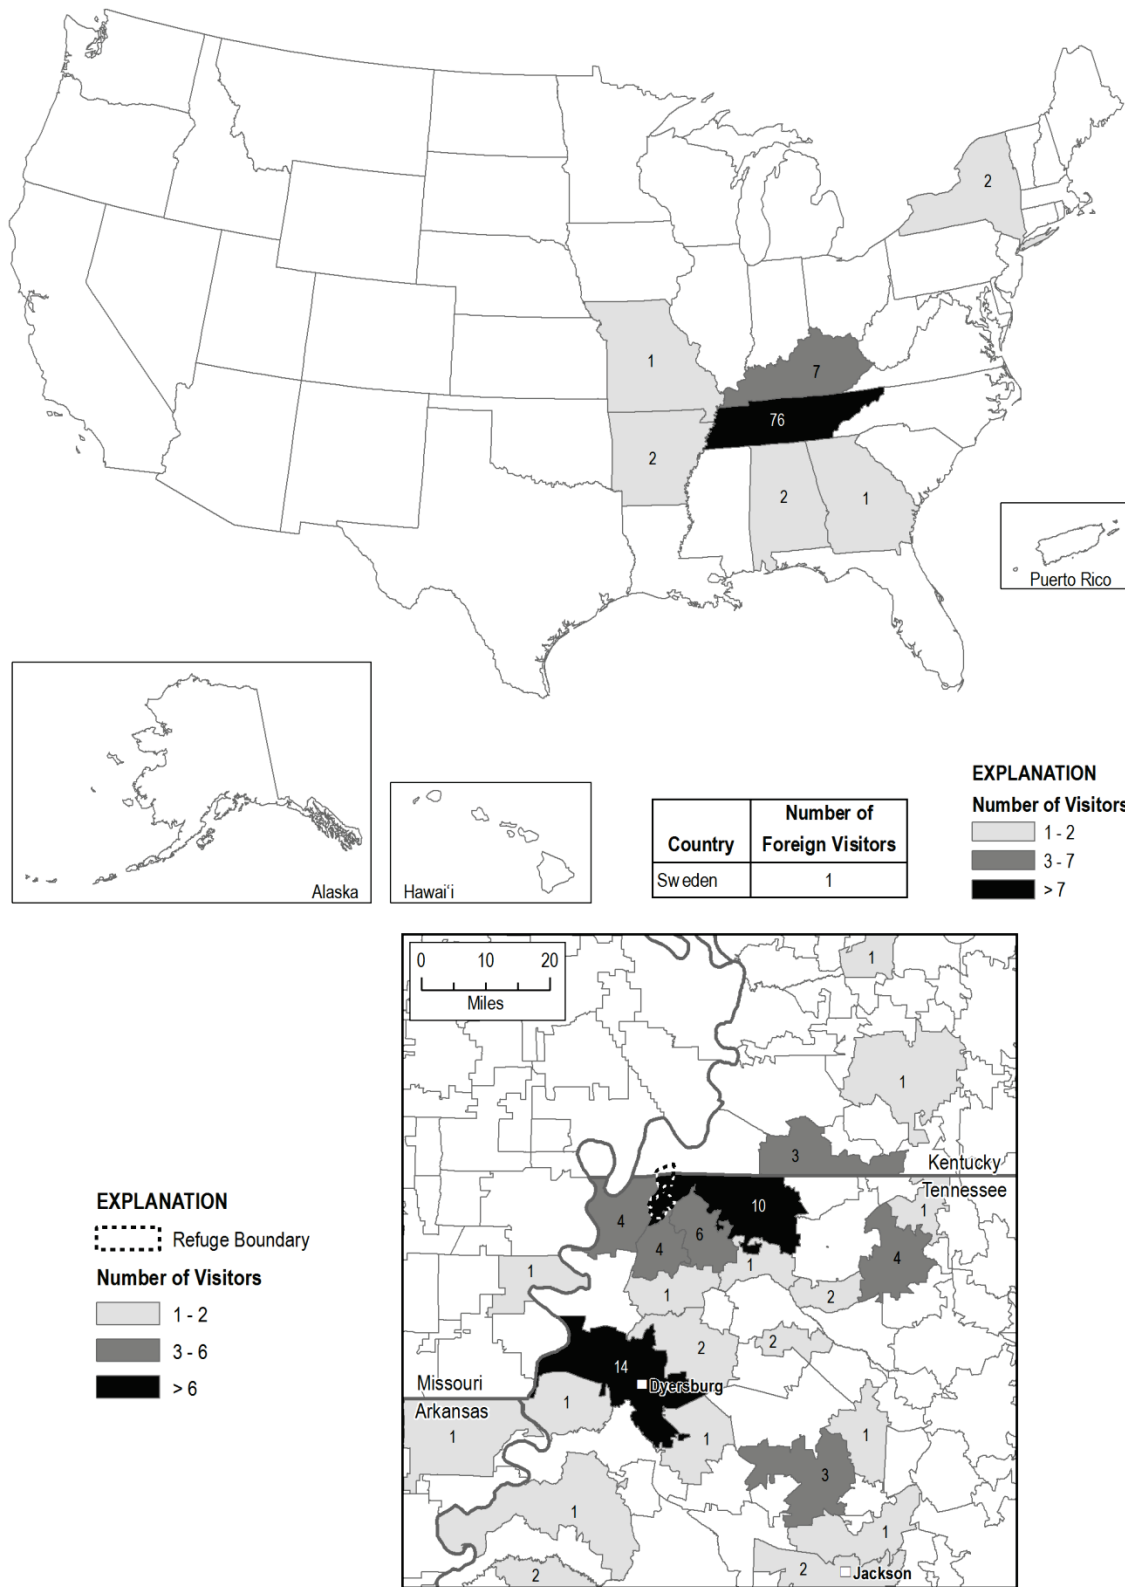 2
1
7
76
2
2
1
Puerto Rico
Alaska
Hawai‘i
Country
Number of
Foreign Visitors
Sweden
1
EXPLANATION
Number of Visitors
1 - 2
3 - 7
> 7
0
10
20
Miles
1
1
3
Kentucky
Tennessee
10
1
4
6
4
4
1
1
1
2
2
2
14
Dyersburg
Missouri
Arkansas
1
1
1
1
3
1
1
2
2
Jackson
EXPLANATION
Refuge Boundary
Number of Visitors
1 - 2
3 - 6
> 6